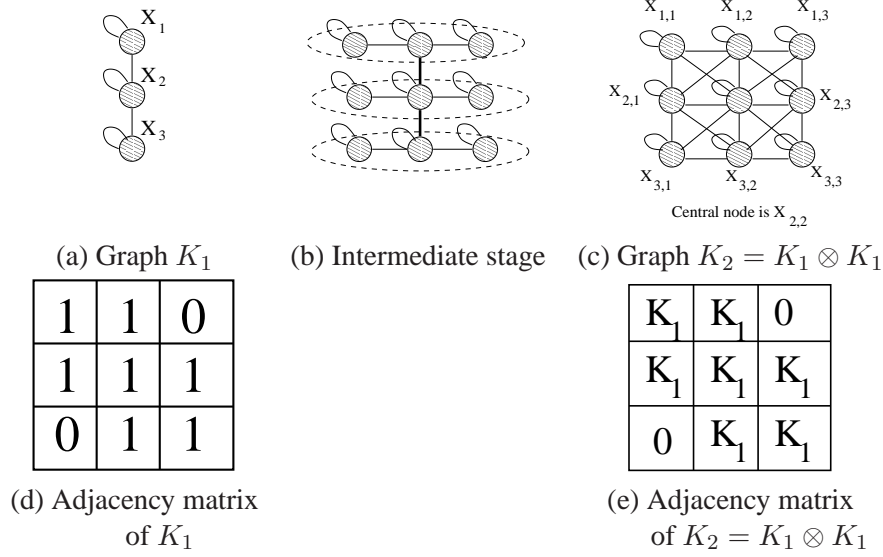 X1
X2
X3
X1,1 X1,2 X1,3
X2,1 X2,3
X3,1 X3,2 X3,3
Central node is X2,2
(a) Graph K1 (b) Intermediate stage (c) Graph K2 = K1 ⊗ K1
1 1 0
1 1 1
0 1 1
K1 K1 0
K1 K1 K1
0 K1 K1
(d) Adjacency matrix
of K1
(e) Adjacency matrix
of K2 = K1 ⊗ K1